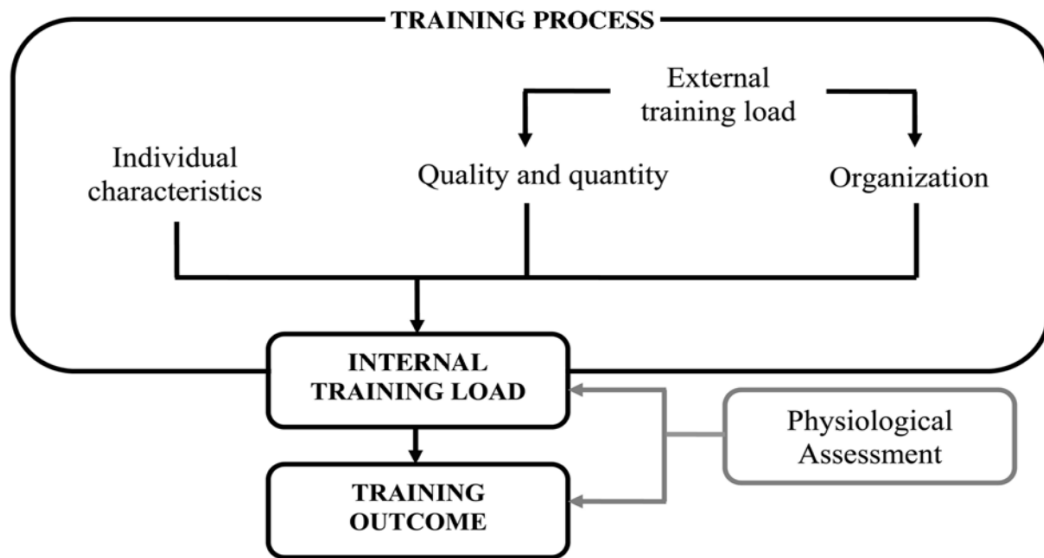 TRAINING PROCESS
External
training load
Individual
characteristics
Quality and quantity
Organization
INTERNAL
TRAINING LOAD
Physiological
Assessment
TRAINING
OUTCOME